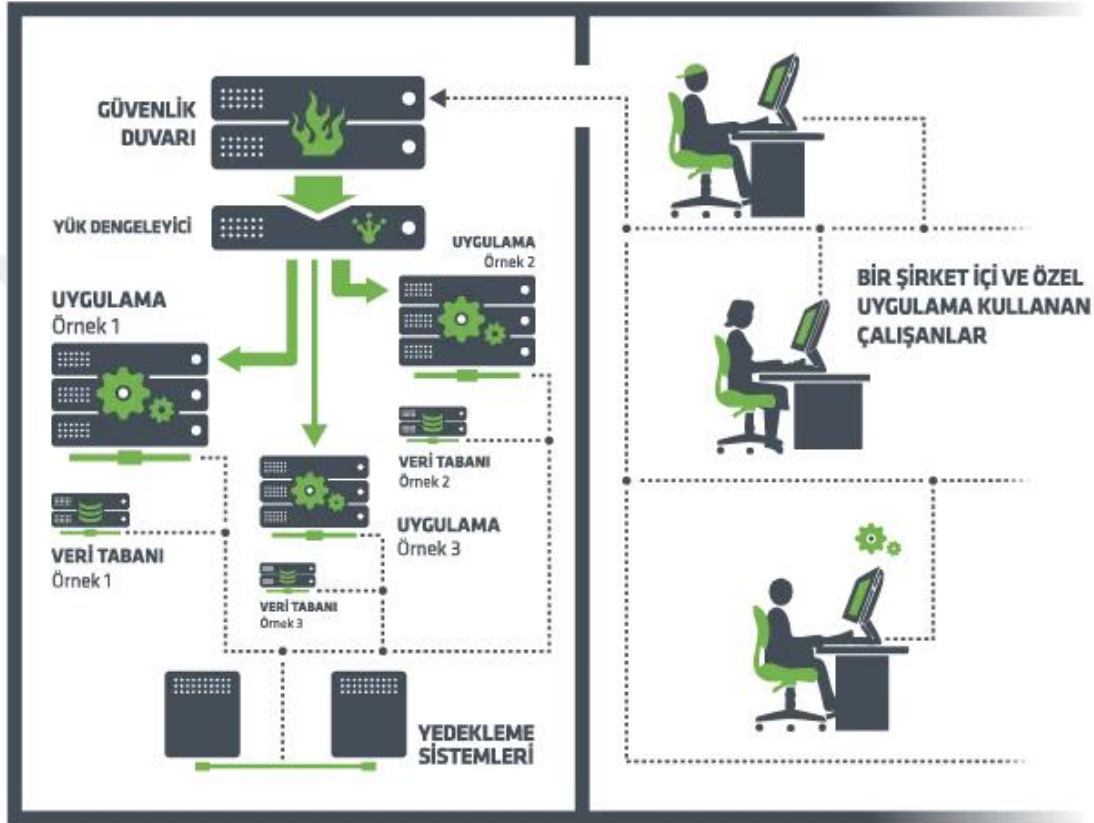 GÜVENLİK
DUVARI
YÜK DENGELEYİCİ
UYGULAMA
Örnek 2
UYGULAMA
Örnek 1
BİR ŞİRKET İÇİ VE ÖZEL
UYGULAMA KULLANAN
ÇALIŞANLAR
VERİ TABANI
Örnek 2
UYGULAMA
Örnek 3
VERİ TABANI
Örnek 1
VERİ TABANI
Örnek 3
YEDEKLEME
SİSTEMLERİ